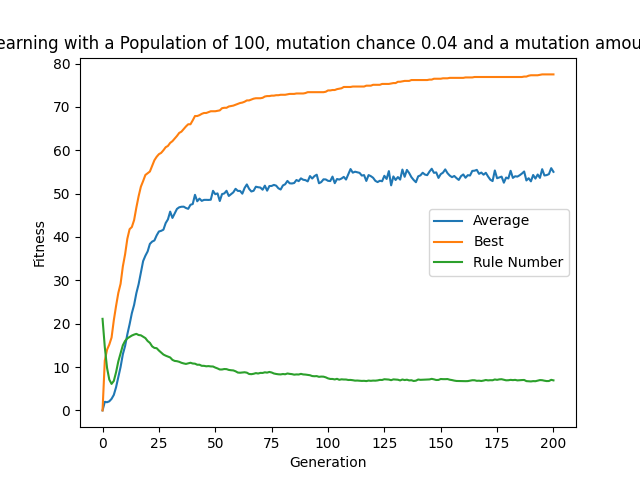 earning with a Population of 100, mutation chance 0.04 and a mutation amou
80
70
60
50
40
30
20
10
0
Fitness
Average
Best
Rule Number
0 25 50 75 100 125 150 175 200
Generation